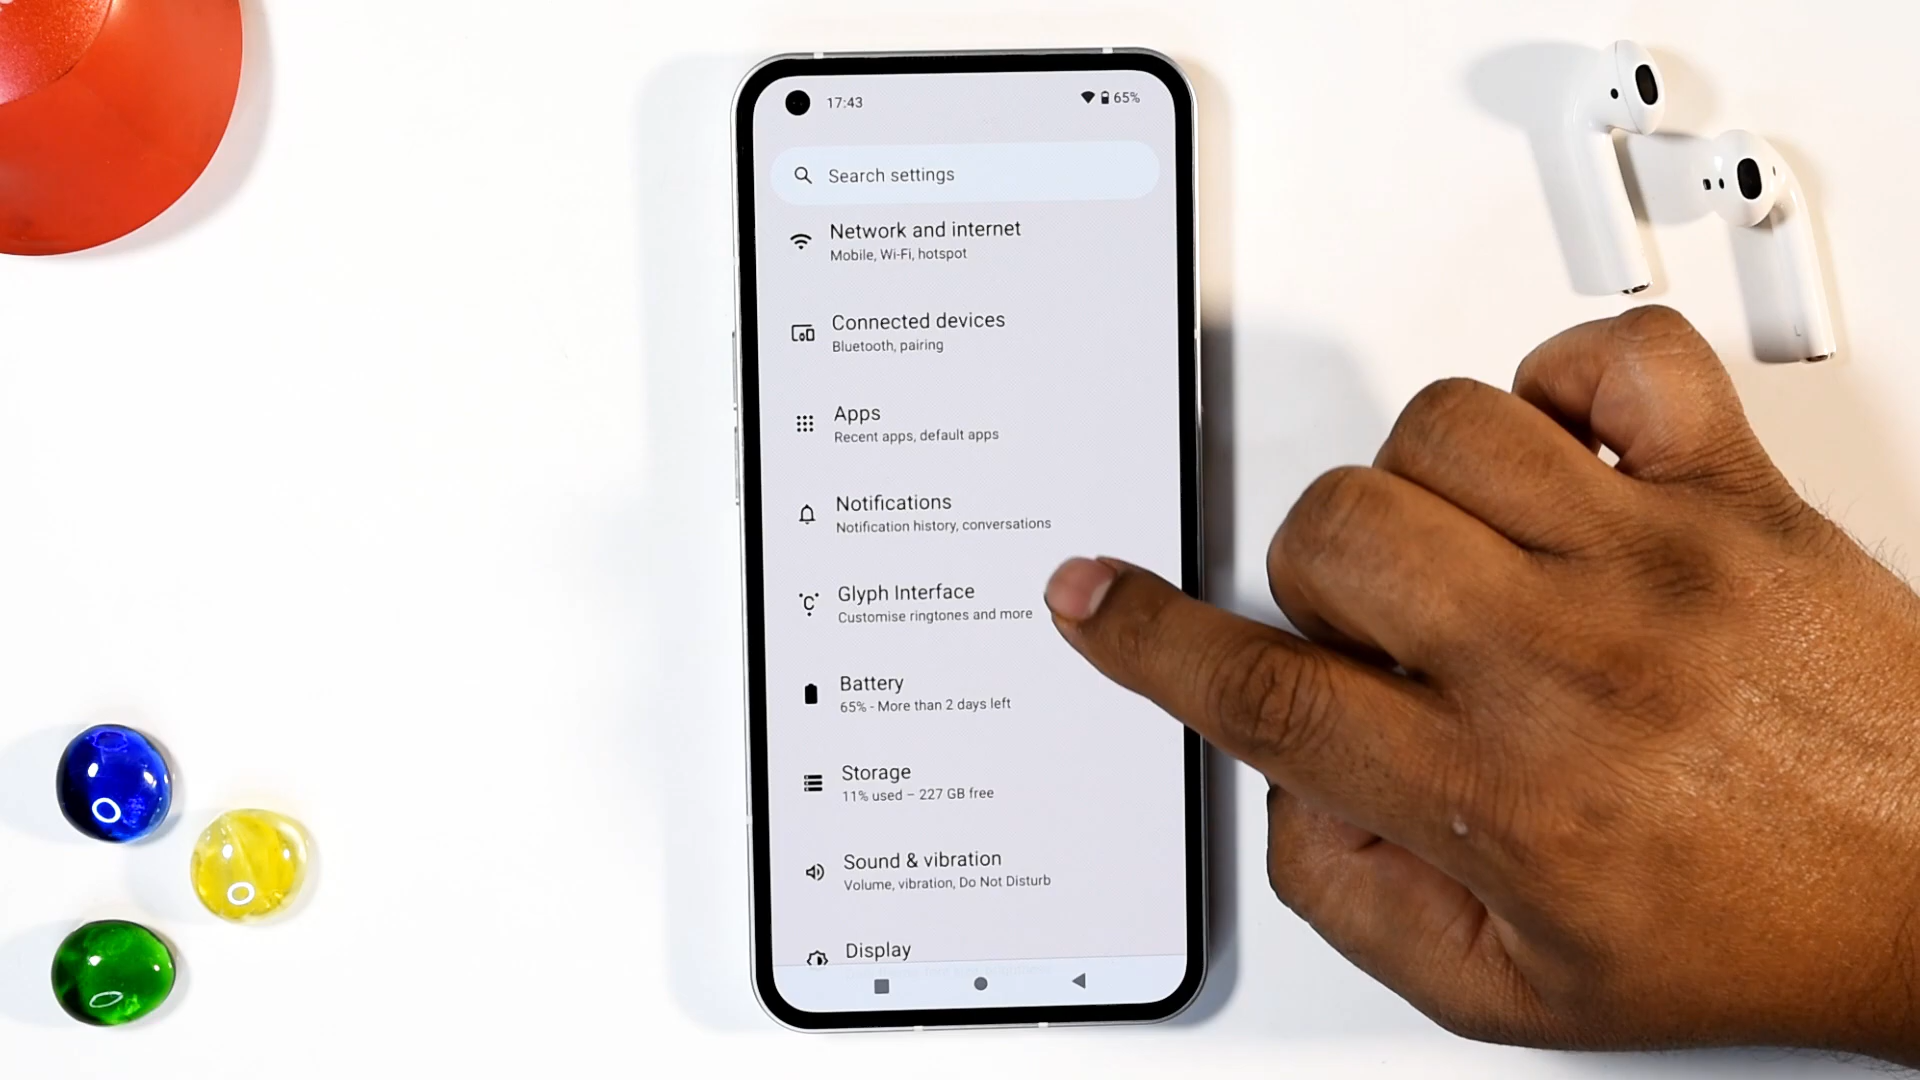 17:43
65%
Search settings
Network and internet
Mobile, Wi-Fi, hotspot
Connected devices
Bluetooth, pairing
Apps
Recent apps, default apps
Notifications
Notification history, conversations
Glyph Interface
Customise ringtones and more
Battery
65% - More than 2 days left
Storage
11% used – 227 GB free
Sound & vibration
Volume, vibration, Do Not Disturb
Display